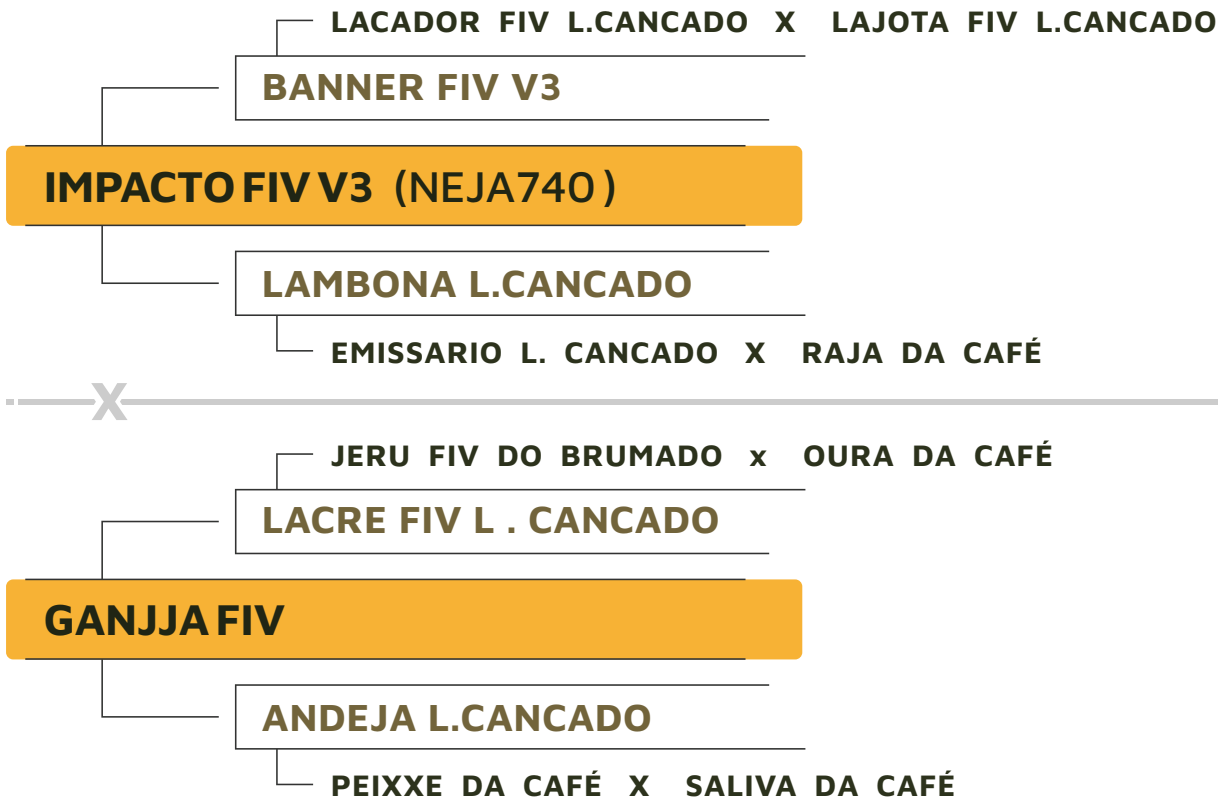 LACADOR FIV L.CANCADO X LAJOTA FIV L.CANCADO
BANNER FIV V3
IMPACTO FIV V3 (NEJA740 )
LAMBONA L.CANCADO
EMISSARIO L. CANCADO X RAJA DA CAFÉ
X
JERU FIV DO BRUMADO x OURA DA CAFÉ
LACRE FIV L . CANCADO
GANJJA FIV
ANDEJA L.CANCADO
PEIXXE DA CAFÉ X SALIVA DA CAFÉ